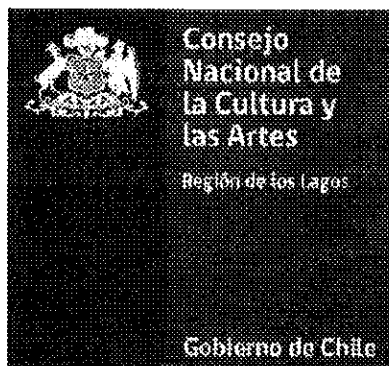 Consejo
Nacional de
la Cultura y
las Artes
Región de los Lagos
Gobierno de Chile